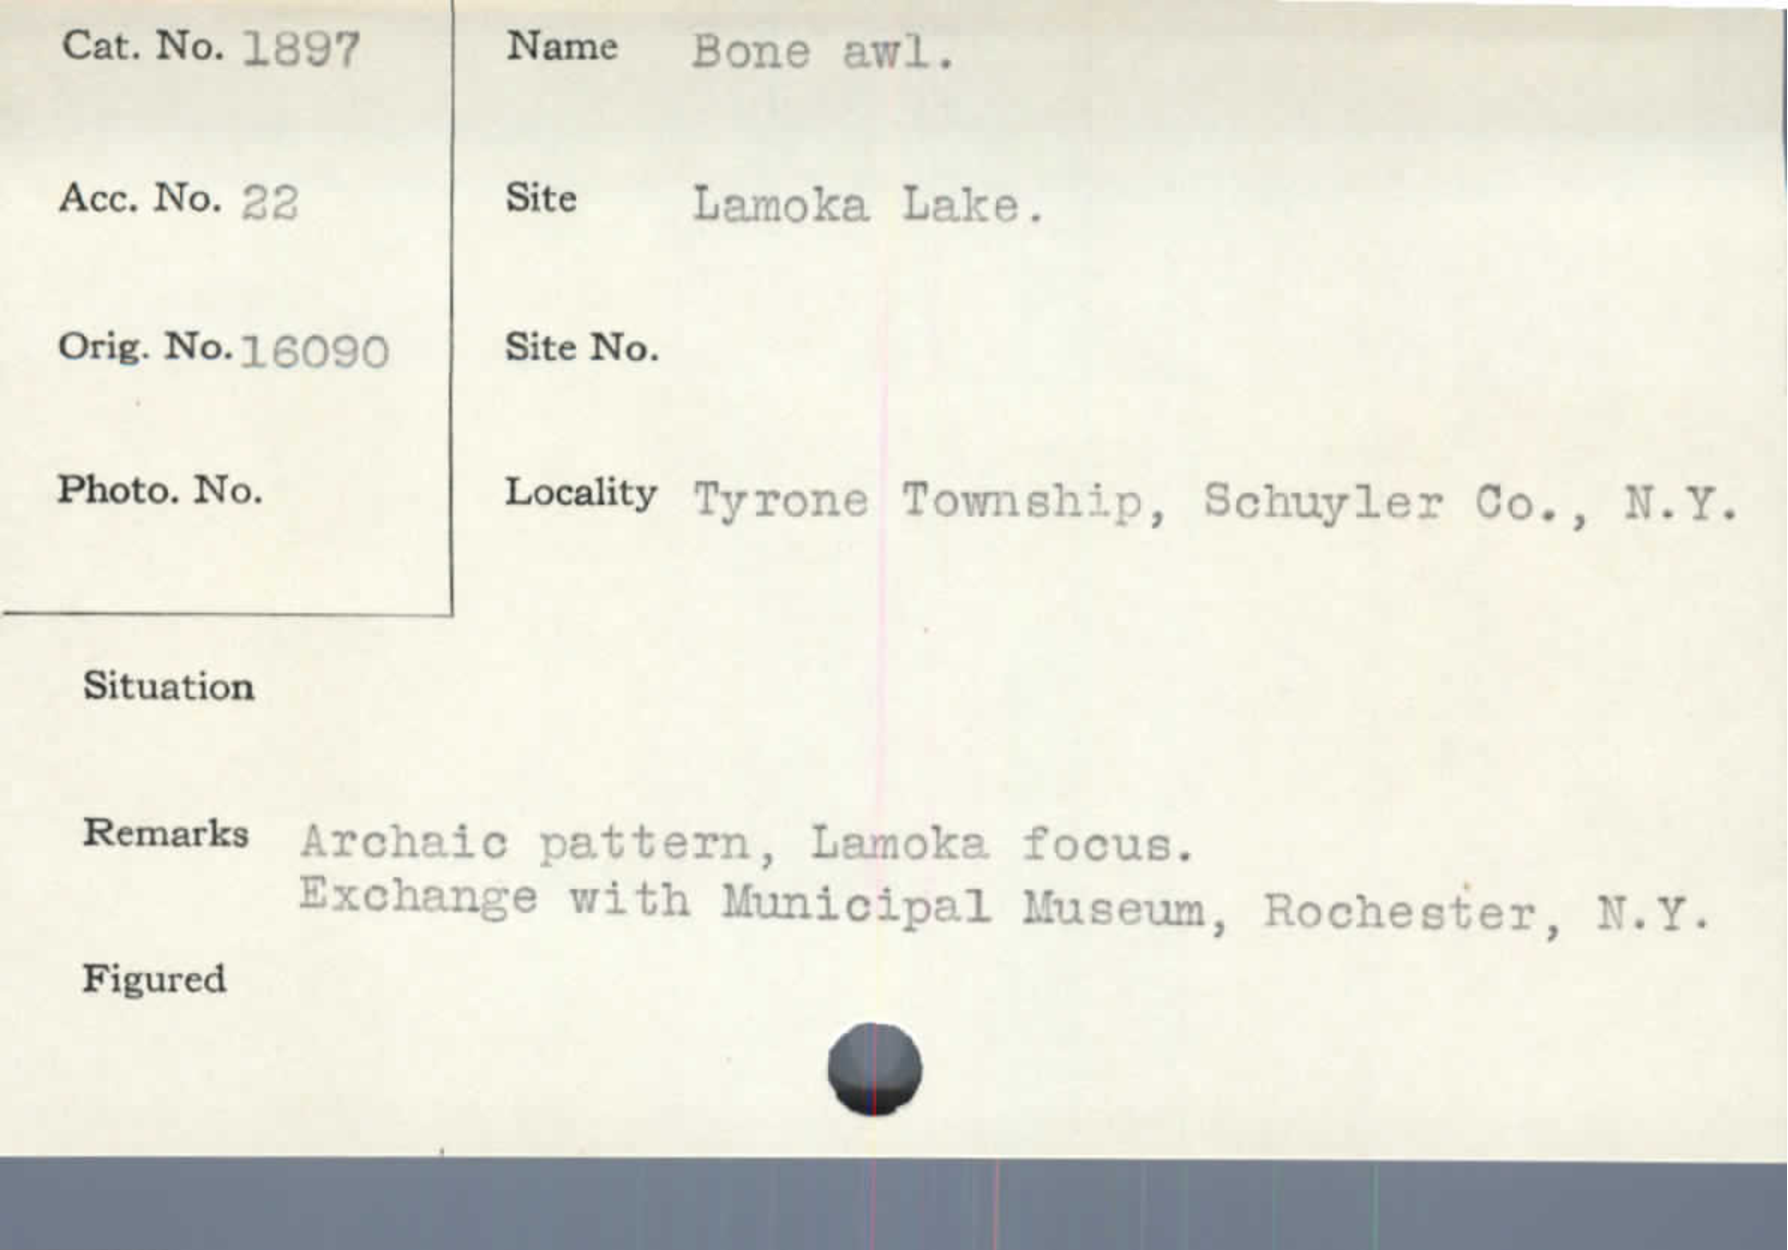 Cat. No. 1897
Acc. No. 22
Orig. No. 16090
Photo. No.
Name Bone awl.
Site Lamoka Lake.
Site No.
Locality Tyrone Township, Schuyler Co., N.Y.
Situation
Remarks Archaic pattern, Lamoka focus.
Exchange with Municipal Museum, Rochester, N.Y.
Figured